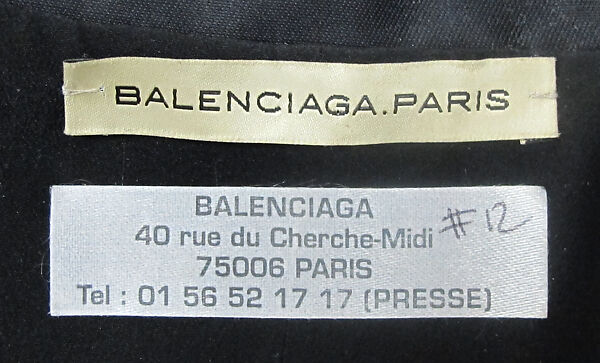 BALENCIAGA.PARIS
BALENCIAGA
40 rue du Cherche-Midi #12
75006 PARIS
Tel : 01 56 52 17 17 (PRESSE)